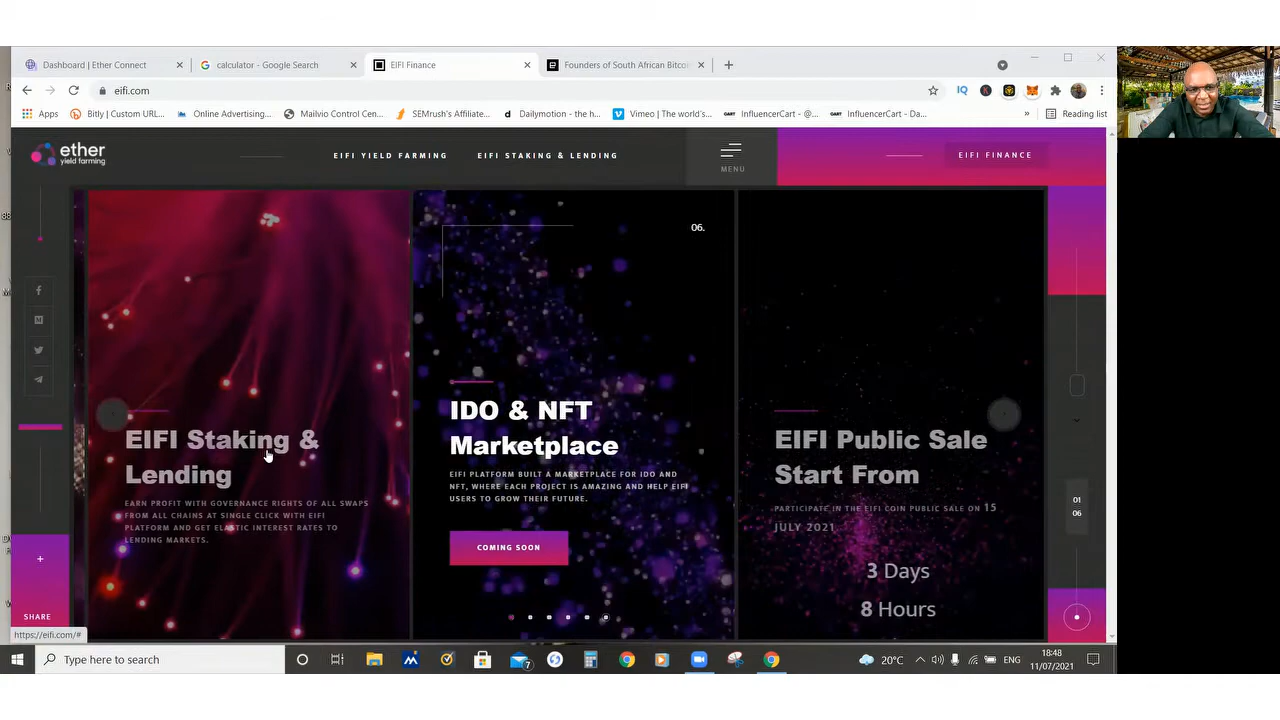 Dashboard | Ether Connect
calculator - Google Search
EIFI Finance
Founders of South African Bitco
eifi.com
Apps
Bitly | Custom URL...
Online Advertising...
Mailvio Control Cen...
SEMrush's Affiliate...
Dailymotion - the h...
Vimeo | The world's...
InfluencerCart - @...
InfluencerCart - Da...
»
Reading list
ether
yield farming
EIFI YIELD FARMING
EIFI STAKING & LENDING
MENU
EIFI FINANCE
EIFI Staking &
Lending
EARN PROFIT WITH GOVERNANCE RIGHTS OF ALL SWAPS
FROM ALL CHAINS AT SINGLE CLICK WITH EIFI
PLATFORM AND GET ELASTIC INTEREST RATES TO
LENDING MARKETS.
06.
IDO & NFT
Marketplace
EIFI PLATFORM BUILT A MARKETPLACE FOR IDO AND
NFT, WHERE EACH PROJECT IS AMAZING AND HELP EIFI
USERS TO GROW THEIR FUTURE.
COMING SOON
EIFI Public Sale
Start From
PARTICIPATE IN THE EIFI COIN PUBLIC SALE ON 15
JULY 2021
3 Days
8 Hours
01
06
+
SHARE
https://eifi.com/#
Type here to search
7
20°C
ENG
18:48
11/07/2021